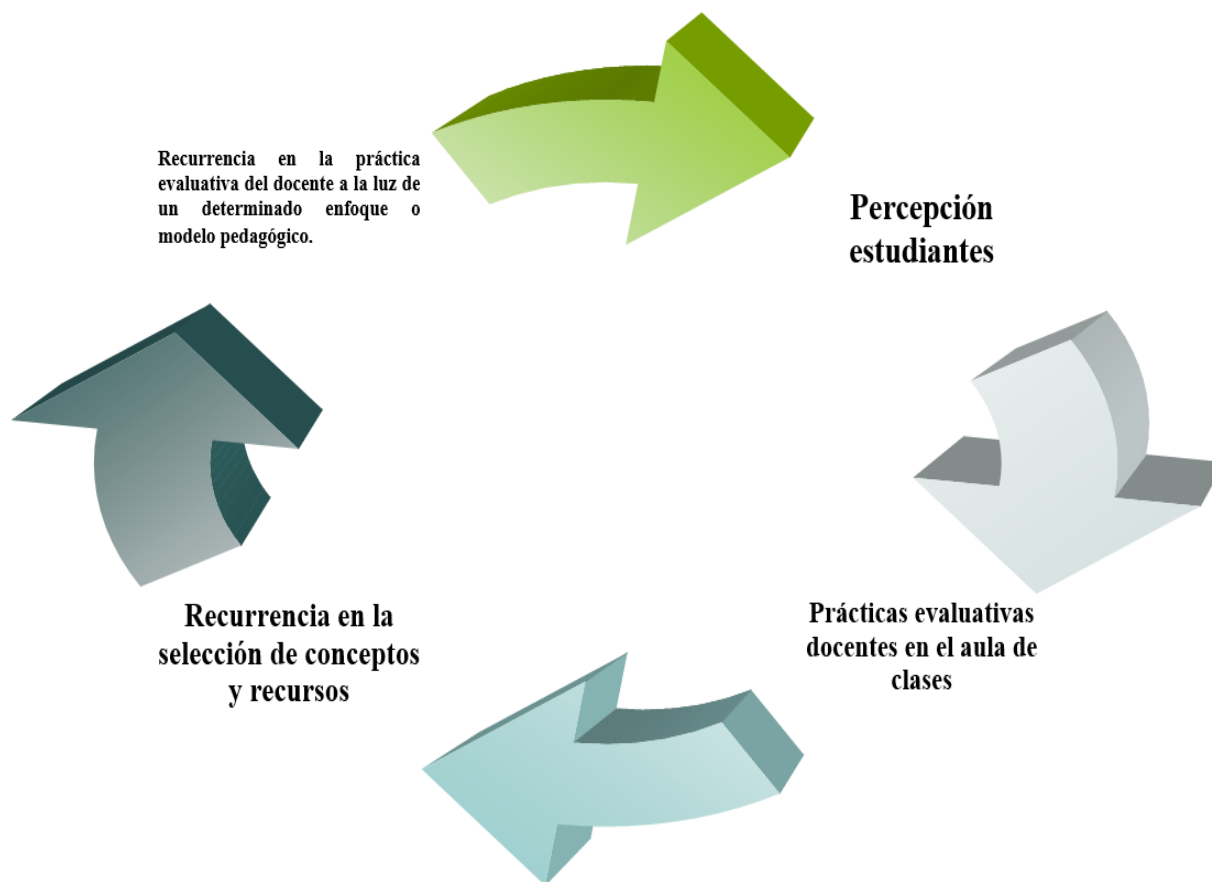 Recurrencia en la práctica
evaluativa del docente a la luz de
un determinado enfoque o
modelo pedagógico.
Percepción
estudiantes
Prácticas evaluativas
docentes en el aula de
clases
Recurrencia en la
selección de conceptos
y recursos